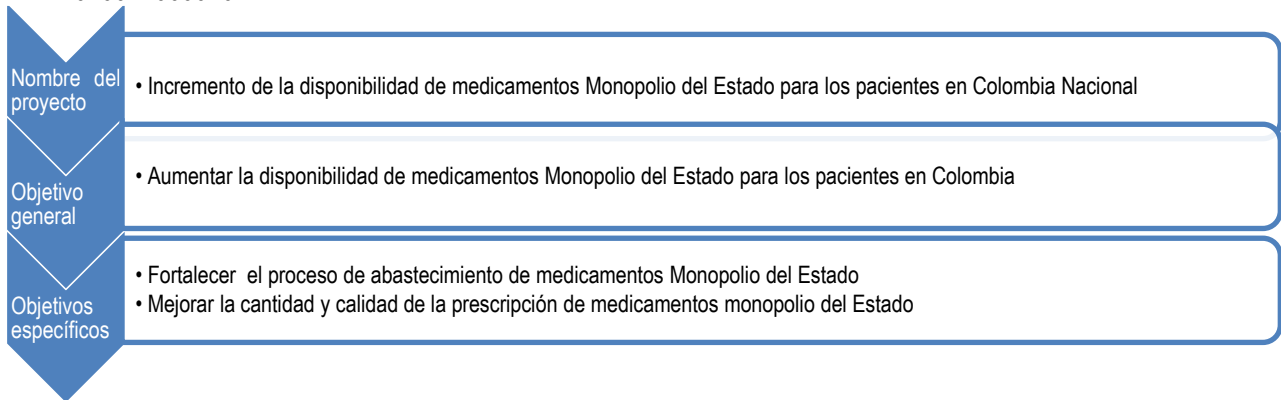 Nombre del
proyecto
• Incremento de la disponibilidad de medicamentos Monopolio del Estado para los pacientes en Colombia Nacional
Objetivo
general
• Aumentar la disponibilidad de medicamentos Monopolio del Estado para los pacientes en Colombia
Objetivos
específicos
• Fortalecer el proceso de abastecimiento de medicamentos Monopolio del Estado
• Mejorar la cantidad y calidad de la prescripción de medicamentos monopolio del Estado